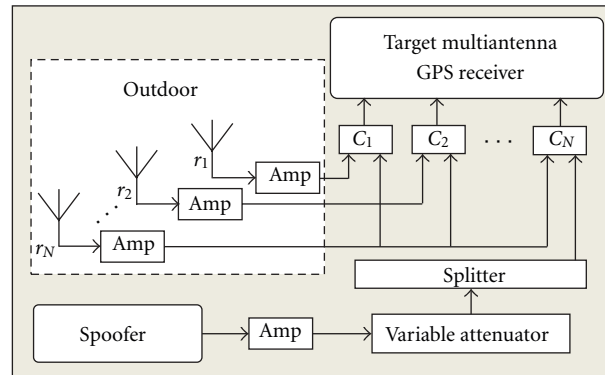 Target multiantenna
GPS receiver
Outdoor
C1
C2
. . .
CN
r1
Amp
r2
Amp
. . .
rN
Amp
Splitter
Spoofer
Amp
Variable attenuator